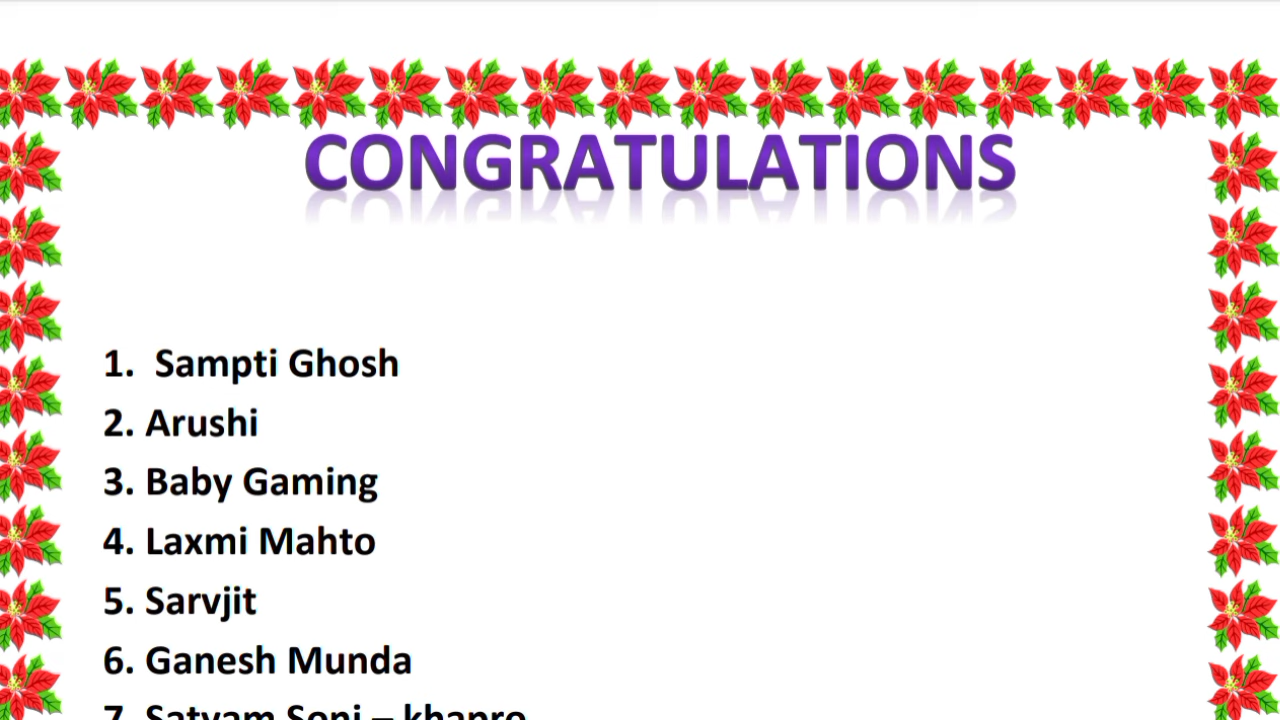 CONGRATULATIONS
1. Sampti Ghosh
2. Arushi
3. Baby Gaming
4. Laxmi Mahto
5. Sarvjit
6. Ganesh Munda
7. Satyam Soni – khapro